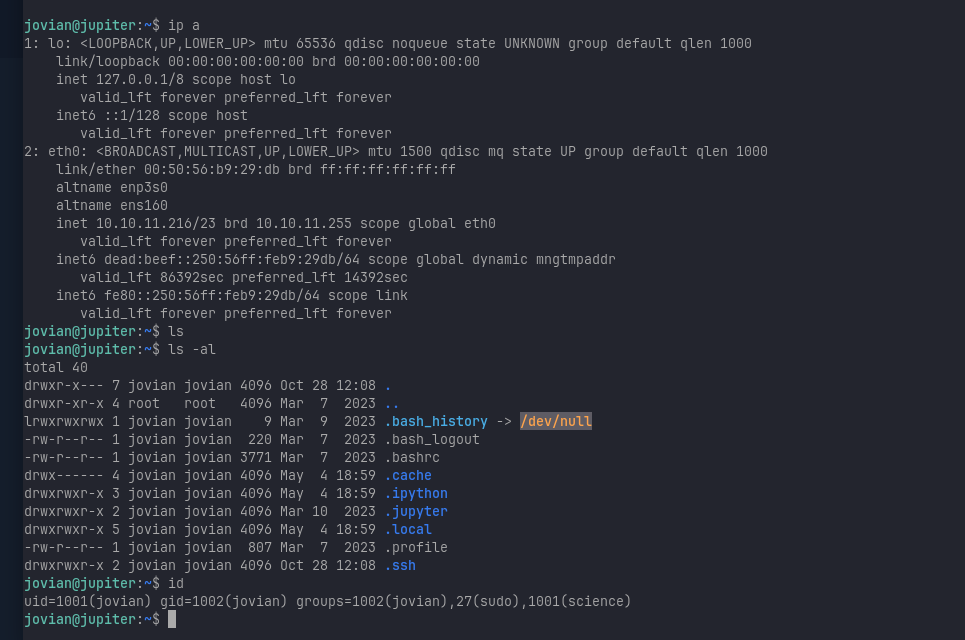 jovian@jupiter:~$ ip a
1: lo: <LOOPBACK,UP,LOWER_UP> mtu 65536 qdisc noqueue state UNKNOWN group default qlen 1000
    link/loopback 00:00:00:00:00:00 brd 00:00:00:00:00:00
    inet 127.0.0.1/8 scope host lo
       valid_lft forever preferred_lft forever
    inet6 ::1/128 scope host
       valid_lft forever preferred_lft forever
2: eth0: <BROADCAST,MULTICAST,UP,LOWER_UP> mtu 1500 qdisc mq state UP group default qlen 1000
    link/ether 00:50:56:b9:29:db brd ff:ff:ff:ff:ff:ff
    altname enp3s0
    altname ens160
    inet 10.10.11.216/23 brd 10.10.11.255 scope global eth0
       valid_lft forever preferred_lft forever
    inet6 dead:beef::250:56ff:feb9:29db/64 scope global dynamic mngtmpaddr
       valid_lft 86392sec preferred_lft 14392sec
    inet6 fe80::250:56ff:feb9:29db/64 scope link
       valid_lft forever preferred_lft forever
jovian@jupiter:~$ ls
jovian@jupiter:~$ ls -al
total 40
drwxr-x--- 7 jovian jovian 4096 Oct 28 12:08 .
drwxr-xr-x 4 root   root   4096 Mar  7  2023 ..
lrwxrwxrwx 1 jovian jovian    9 Mar  9  2023 .bash_history -> /dev/null
-rw-r--r-- 1 jovian jovian  220 Mar  7  2023 .bash_logout
-rw-r--r-- 1 jovian jovian 3771 Mar  7  2023 .bashrc
drwx------ 4 jovian jovian 4096 May  4 18:59 .cache
drwxrwxr-x 3 jovian jovian 4096 May  4 18:59 .ipython
drwxrwxr-x 2 jovian jovian 4096 Mar 10  2023 .jupyter
drwxrwxr-x 5 jovian jovian 4096 May  4 18:59 .local
-rw-r--r-- 1 jovian jovian  807 Mar  7  2023 .profile
drwxrwxr-x 2 jovian jovian 4096 Oct 28 12:08 .ssh
jovian@jupiter:~$ id
uid=1001(jovian) gid=1002(jovian) groups=1002(jovian),27(sudo),1001(science)
jovian@jupiter:~$